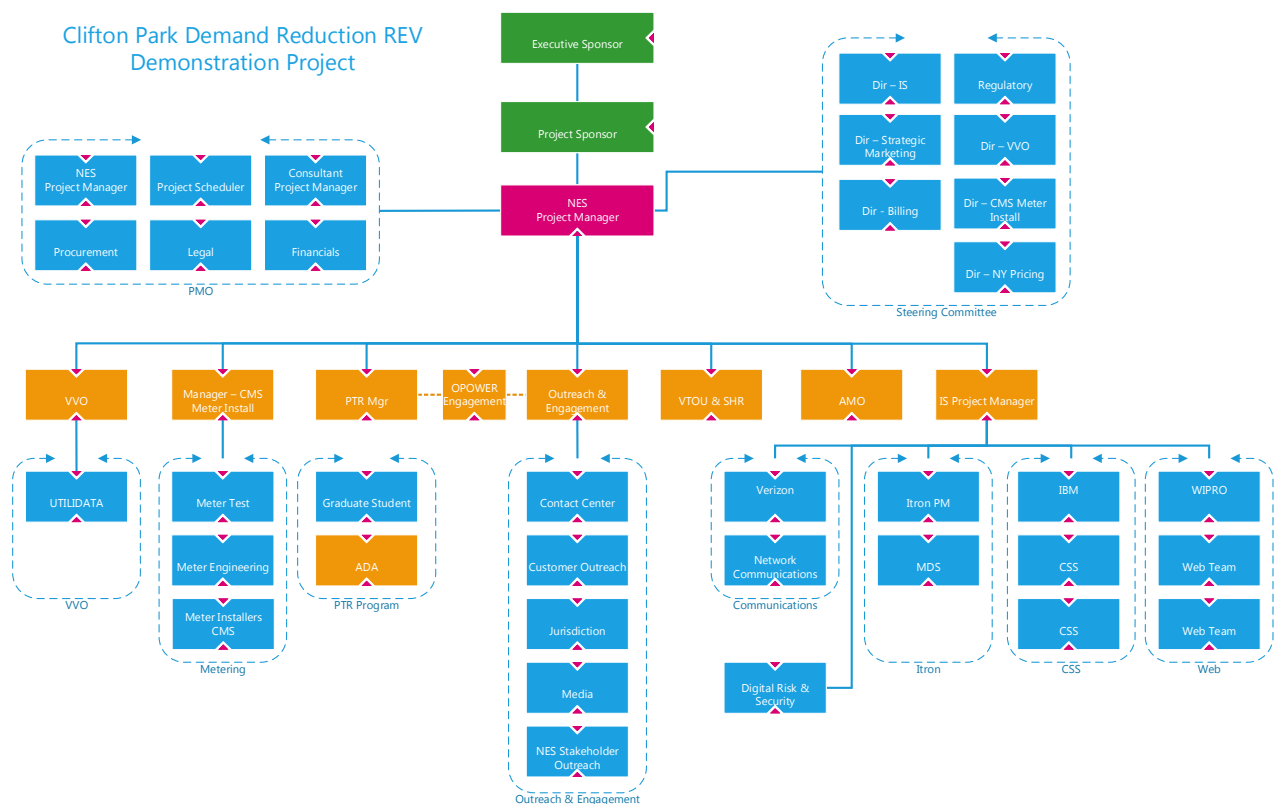 Clifton Park Demand Reduction REV
Demonstration Project
Executive Sponsor
Project Sponsor
NES
Project Manager
NES
Project Manager
Project Scheduler
Consultant
Project Manager
Procurement
Legal
Financials
PMO
Dir – IS
Regulatory
Dir – Strategic
Marketing
Dir – VVO
Dir - Billing
Dir – CMS Meter
Install
Dir – NY Pricing
Steering Committee
VVO
Manager – CMS
Meter Install
PTR Mgr
OPOWER
Engagement
Outreach &
Engagement
VTOU & SHR
AMO
IS Project Manager
UTILIDATA
VVO
Meter Test
Meter Engineering
Meter Installers
CMS
Metering
Graduate Student
ADA
PTR Program
Contact Center
Customer Outreach
Jurisdiction
Media
NES Stakeholder
Outreach
Outreach & Engagement
Verizon
Network
Communications
Communications
Digital Risk &
Security
Itron PM
MDS
Itron
IBM
CSS
CSS
CSS
WIPRO
Web Team
Web Team
Web